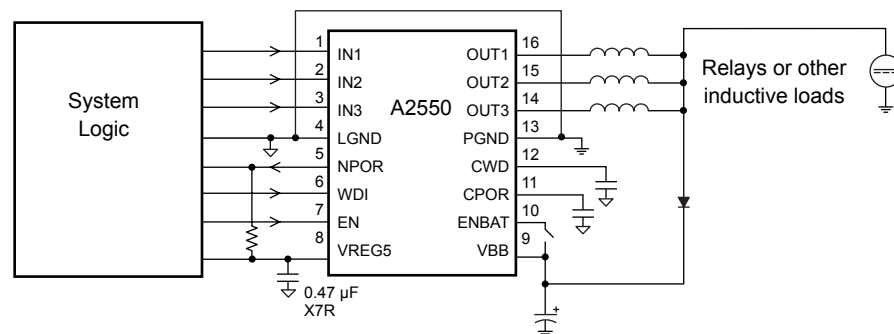 System
Logic
A2550
1
IN1
2
IN2
3
IN3
4
LGND
5
NPOR
6
WDI
7
EN
8
VREG5
16
OUT1
15
OUT2
14
OUT3
13
PGND
12
CWD
11
CPOR
10
ENBAT
9
VBB
Relays or other
inductive loads
0.47 µF
X7R
+